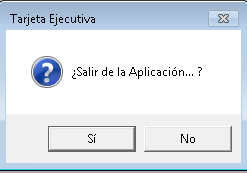 Tarjeta Ejecutiva
¿Salir de la Aplicación... ?
Sí
No